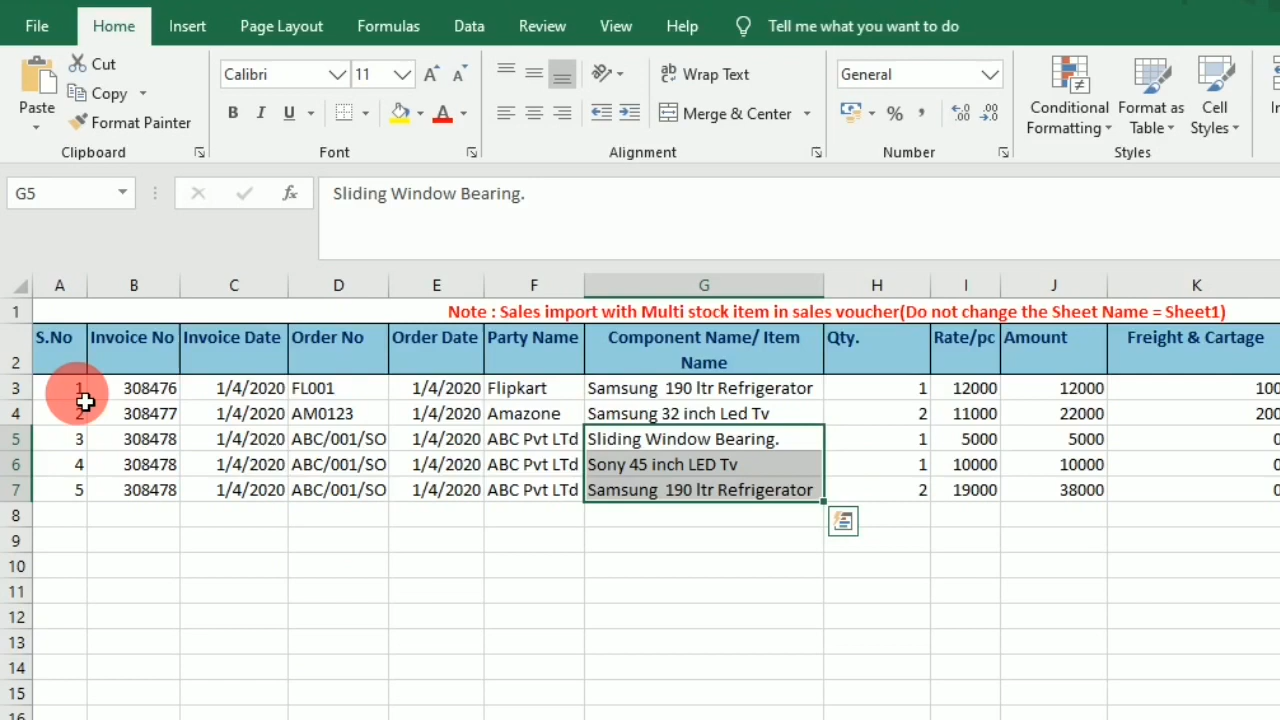 File Home Insert Page Layout Formulas Data Review View Help Tell me what you want to do
Paste
Cut
Copy
Format Painter
Clipboard
Calibri 11
B I U
Font
Wrap Text
Merge & Center
Alignment
General
%
Number
Conditional Formatting
Format as Table
Cell Styles
Styles
G5 fx Sliding Window Bearing.
A B C D E F G H I J K
1 Note : Sales import with Multi stock item in sales voucher(Do not change the Sheet Name = Sheet1)
2 S.No Invoice No Invoice Date Order No Order Date Party Name Component Name/ Item Name Qty. Rate/pc Amount Freight & Cartage
3 1 308476 1/4/2020 FL001 1/4/2020 Flipkart Samsung 190 ltr Refrigerator 1 12000 12000
4 2 308477 1/4/2020 AM0123 1/4/2020 Amazone Samsung 32 inch Led Tv 2 11000 22000
5 3 308478 1/4/2020 ABC/001/SO 1/4/2020 ABC Pvt LTd Sliding Window Bearing. 1 5000 5000
6 4 308478 1/4/2020 ABC/001/SO 1/4/2020 ABC Pvt LTd Sony 45 inch LED Tv 1 10000 10000
7 5 308478 1/4/2020 ABC/001/SO 1/4/2020 ABC Pvt LTd Samsung 190 ltr Refrigerator 2 19000 38000
8
9
10
11
12
13
14
15
16